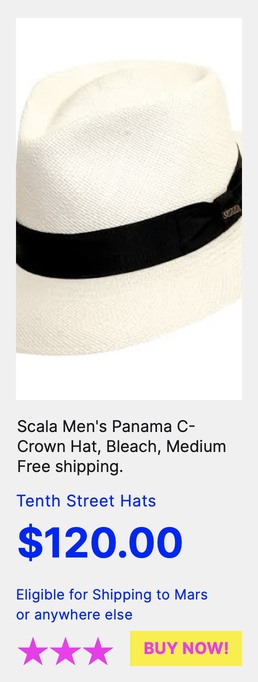 Scala Men's Panama C-
Crown Hat, Bleach, Medium
Free shipping.
Tenth Street Hats
$120.00
Eligible for Shipping to Mars
or anywhere else
BUY NOW!